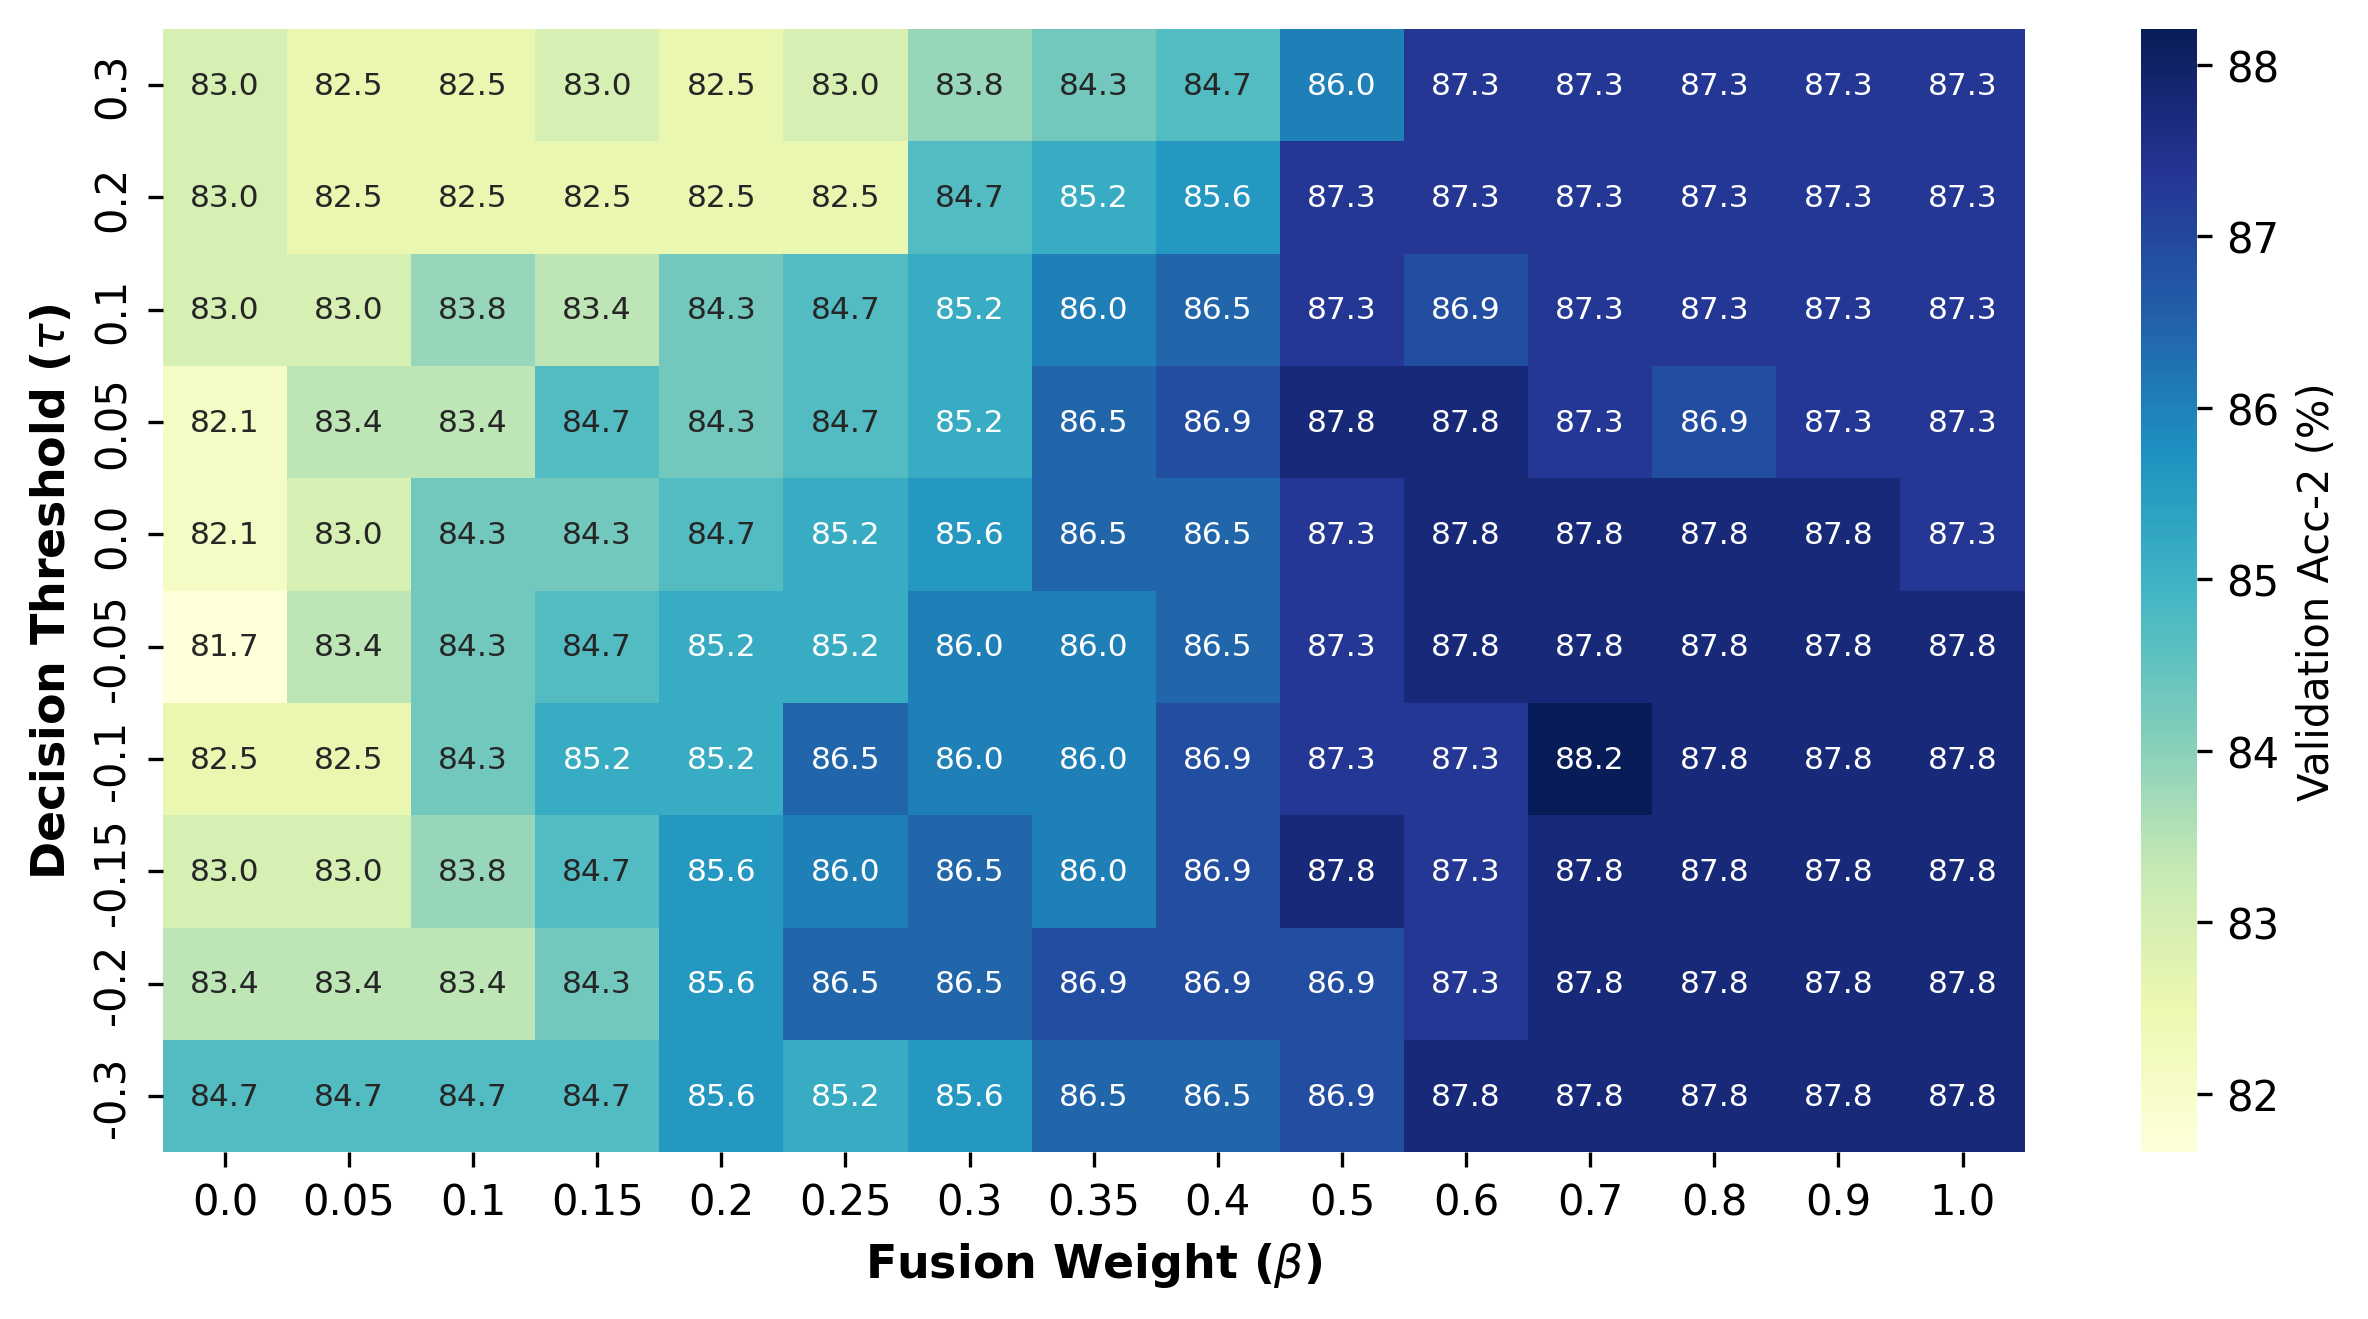 Decision Threshold (τ)
0.3 83.0 82.5 82.5 83.0 82.5 83.0 83.8 84.3 84.7 86.0 87.3 87.3 87.3 87.3 87.3
0.2 83.0 82.5 82.5 82.5 82.5 82.5 84.7 85.2 85.6 87.3 87.3 87.3 87.3 87.3 87.3
0.1 83.0 83.0 83.8 83.4 84.3 84.7 85.2 86.0 86.5 87.3 86.9 87.3 87.3 87.3 87.3
0.05 82.1 83.4 83.4 84.7 84.3 84.7 85.2 86.5 86.9 87.8 87.8 87.3 86.9 87.3 87.3
0.0 82.1 83.0 84.3 84.3 84.7 85.2 85.6 86.5 86.5 87.3 87.8 87.8 87.8 87.8 87.3
-0.05 81.7 83.4 84.3 84.7 85.2 85.2 86.0 86.0 86.5 87.3 87.8 87.8 87.8 87.8 87.8
-0.1 82.5 82.5 84.3 85.2 85.2 86.5 86.0 86.0 86.9 87.3 87.3 88.2 87.8 87.8 87.8
-0.15 83.0 83.0 83.8 84.7 85.6 86.0 86.5 86.0 86.9 87.8 87.3 87.8 87.8 87.8 87.8
-0.2 83.4 83.4 83.4 84.3 85.6 86.5 86.5 86.9 86.9 86.9 87.3 87.8 87.8 87.8 87.8
-0.3 84.7 84.7 84.7 84.7 85.6 85.2 85.6 86.5 86.5 86.9 87.8 87.8 87.8 87.8 87.8
0.0 0.05 0.1 0.15 0.2 0.25 0.3 0.35 0.4 0.5 0.6 0.7 0.8 0.9 1.0
Fusion Weight (β)
88
87
86
85
84
83
82
Validation Acc-2 (%)